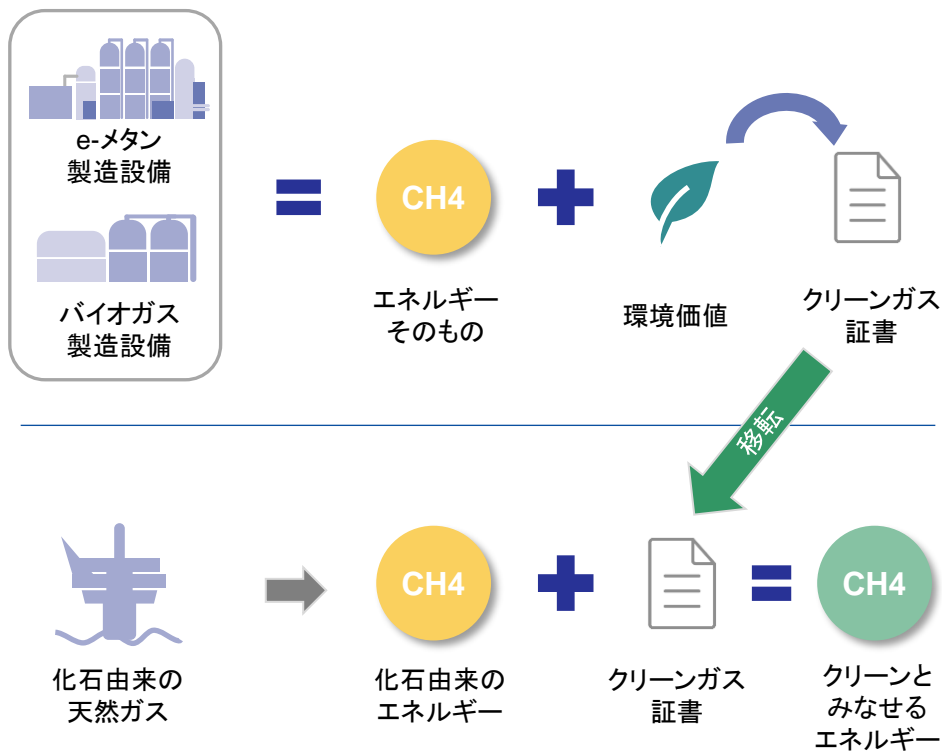 e-メタン
製造設備
バイオガス
製造設備
CH4
エネルギー
そのもの
環境価値
クリーンガス
証書
移転
化石由来の
天然ガス
CH4
化石由来の
エネルギー
クリーンガス
証書
CH4
クリーンと
みなせる
エネルギー